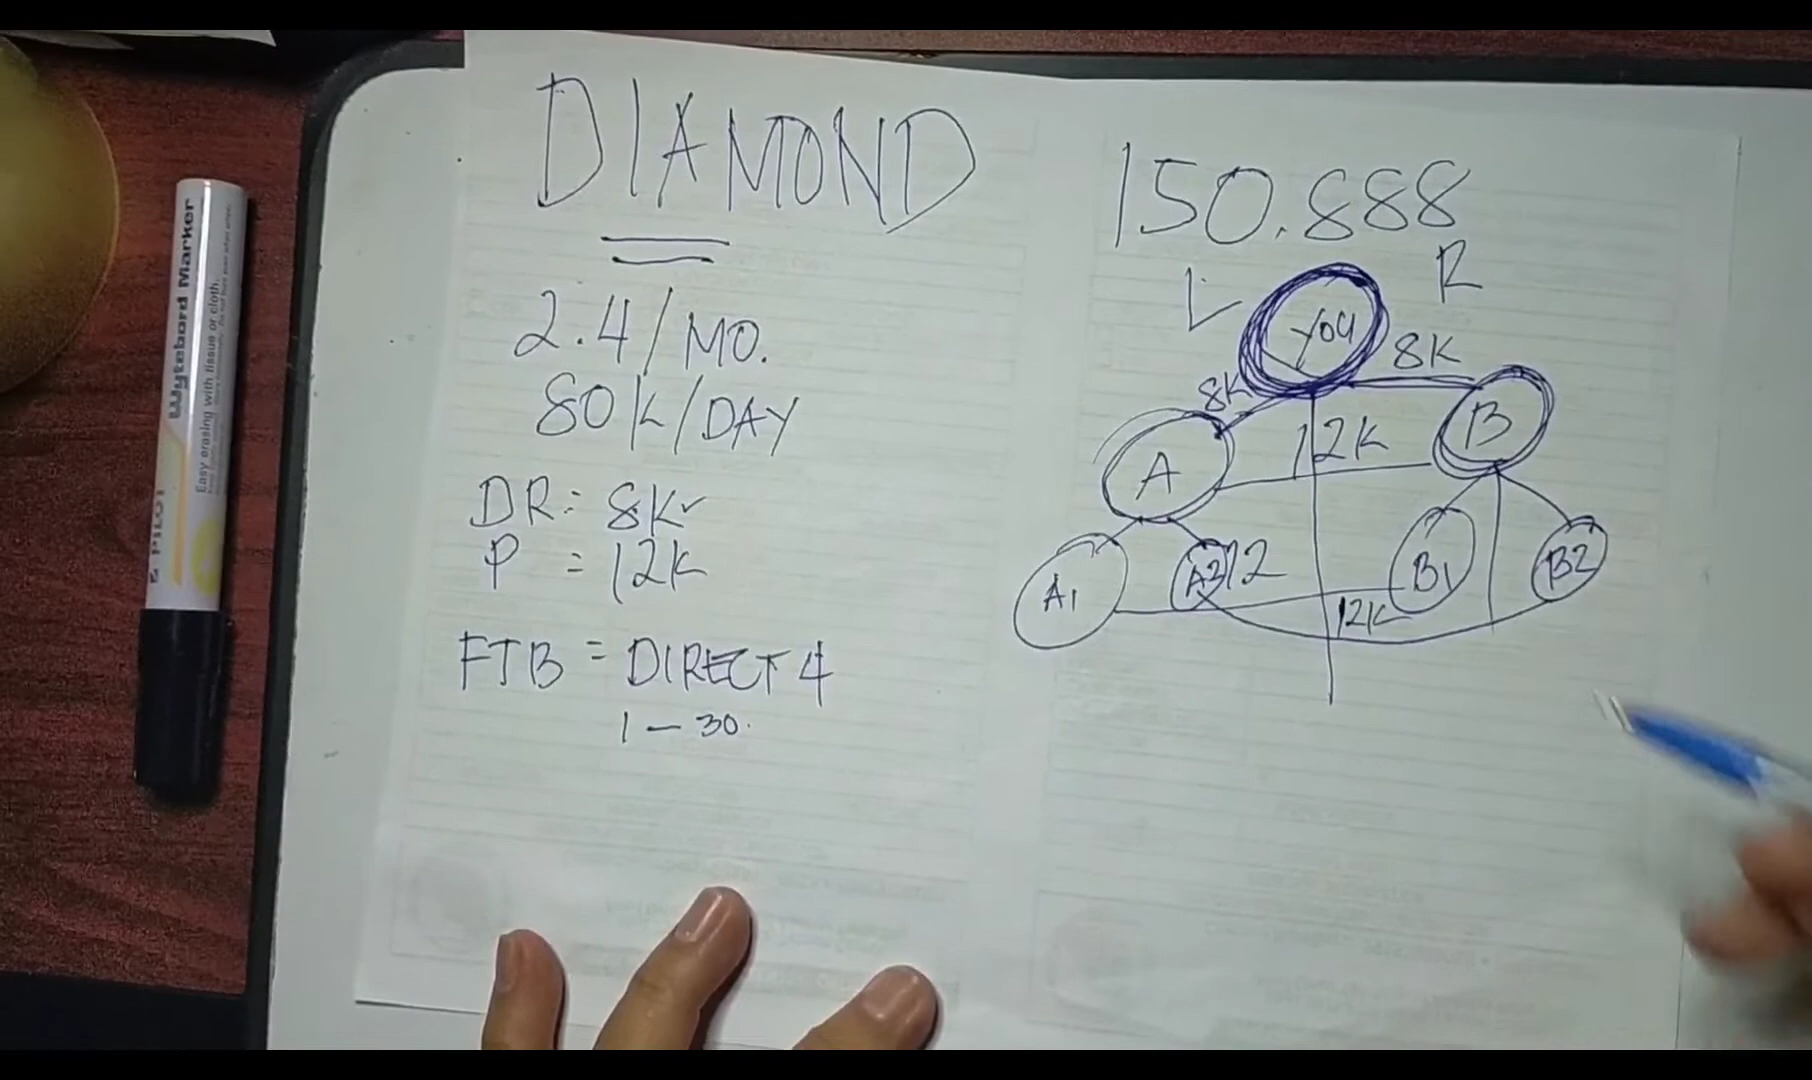 DIAMOND
2.4/MO.
80K/DAY
DR: 8K
P = 12K
FTB = DIRECT 4
1 — 30.
150.888
L
R
YOU
8K
8K
A
12K
B
A1
A2
12
B1
B2
12K
PILOT
Wytebord Marker
Easy erasing with tissue or cloth.